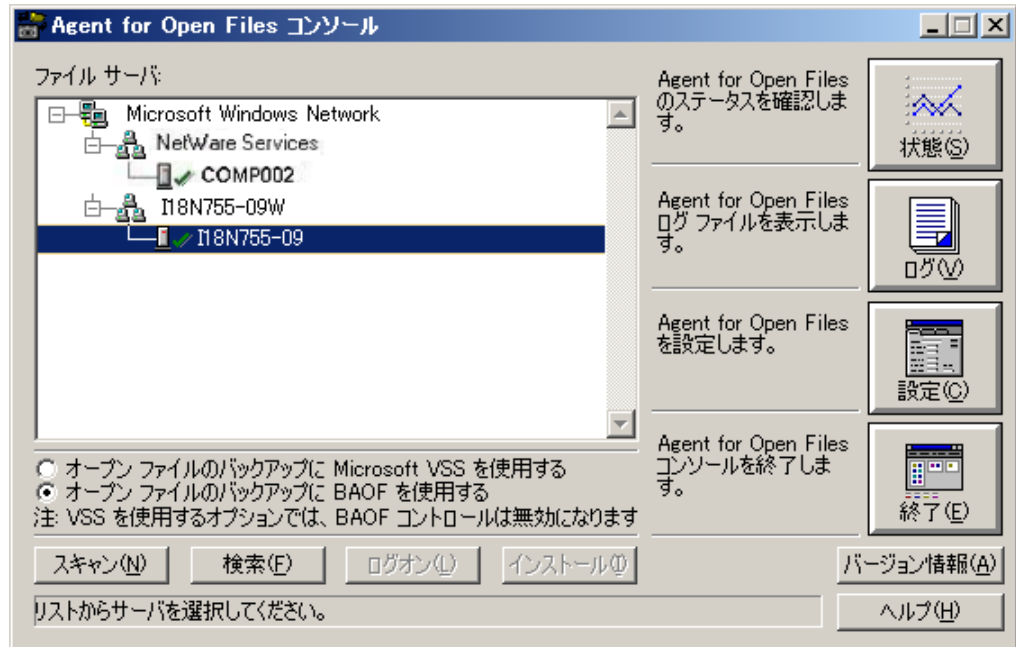 Agent for Open Files コンソール
ファイル サーバ:
Microsoft Windows Network
NetWare Services
COMP002
I18N755-09W
I18N755-09
Agent for Open Files
のステータスを確認しま
す。
状態(S)
Agent for Open Files
ログ ファイルを表示しま
す。
ログ(V)
Agent for Open Files
を設定します。
設定(C)
Agent for Open Files
コンソールを終了しま
す。
終了(E)
オープン ファイルのバックアップに Microsoft VSS を使用する
オープン ファイルのバックアップに BAOF を使用する
注: VSS を使用するオプションでは、BAOF コントロールは無効になります
スキャン(N)
検索(F)
ログオン(L)
インストール(I)
バージョン情報(A)
リストからサーバを選択してください。
ヘルプ(H)